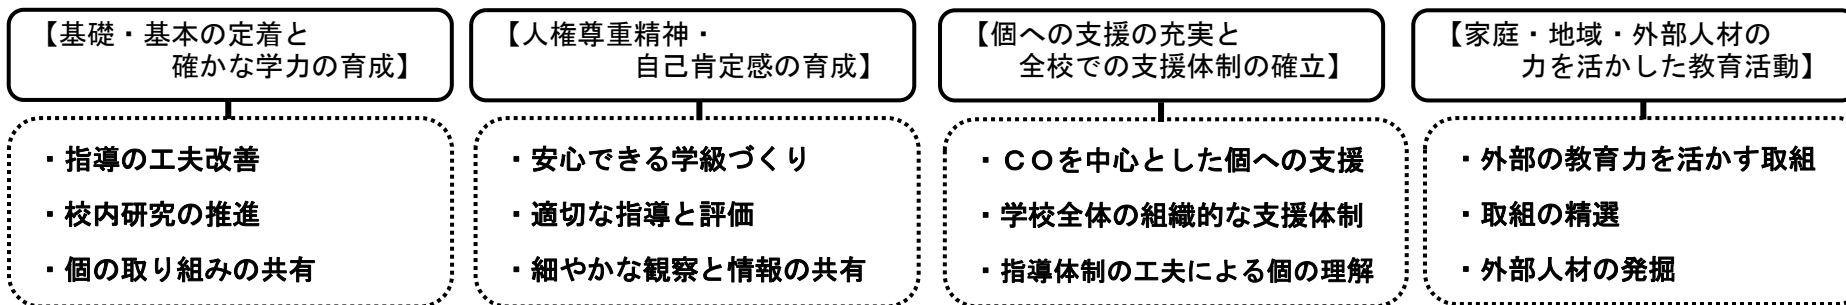 【基礎・基本の定着と
確かな学力の育成】
・指導の工夫改善
・校内研究の推進
・個の取り組みの共有
【人権尊重精神・
自己肯定感の育成】
・安心できる学級づくり
・適切な指導と評価
・細やかな観察と情報の共有
【個への支援の充実と
全校での支援体制の確立】
・ＣＯを中心とした個への支援
・学校全体の組織的な支援体制
・指導体制の工夫による個の理解
【家庭・地域・外部人材の
力を活かした教育活動】
・外部の教育力を活かす取組
・取組の精選
・外部人材の発掘